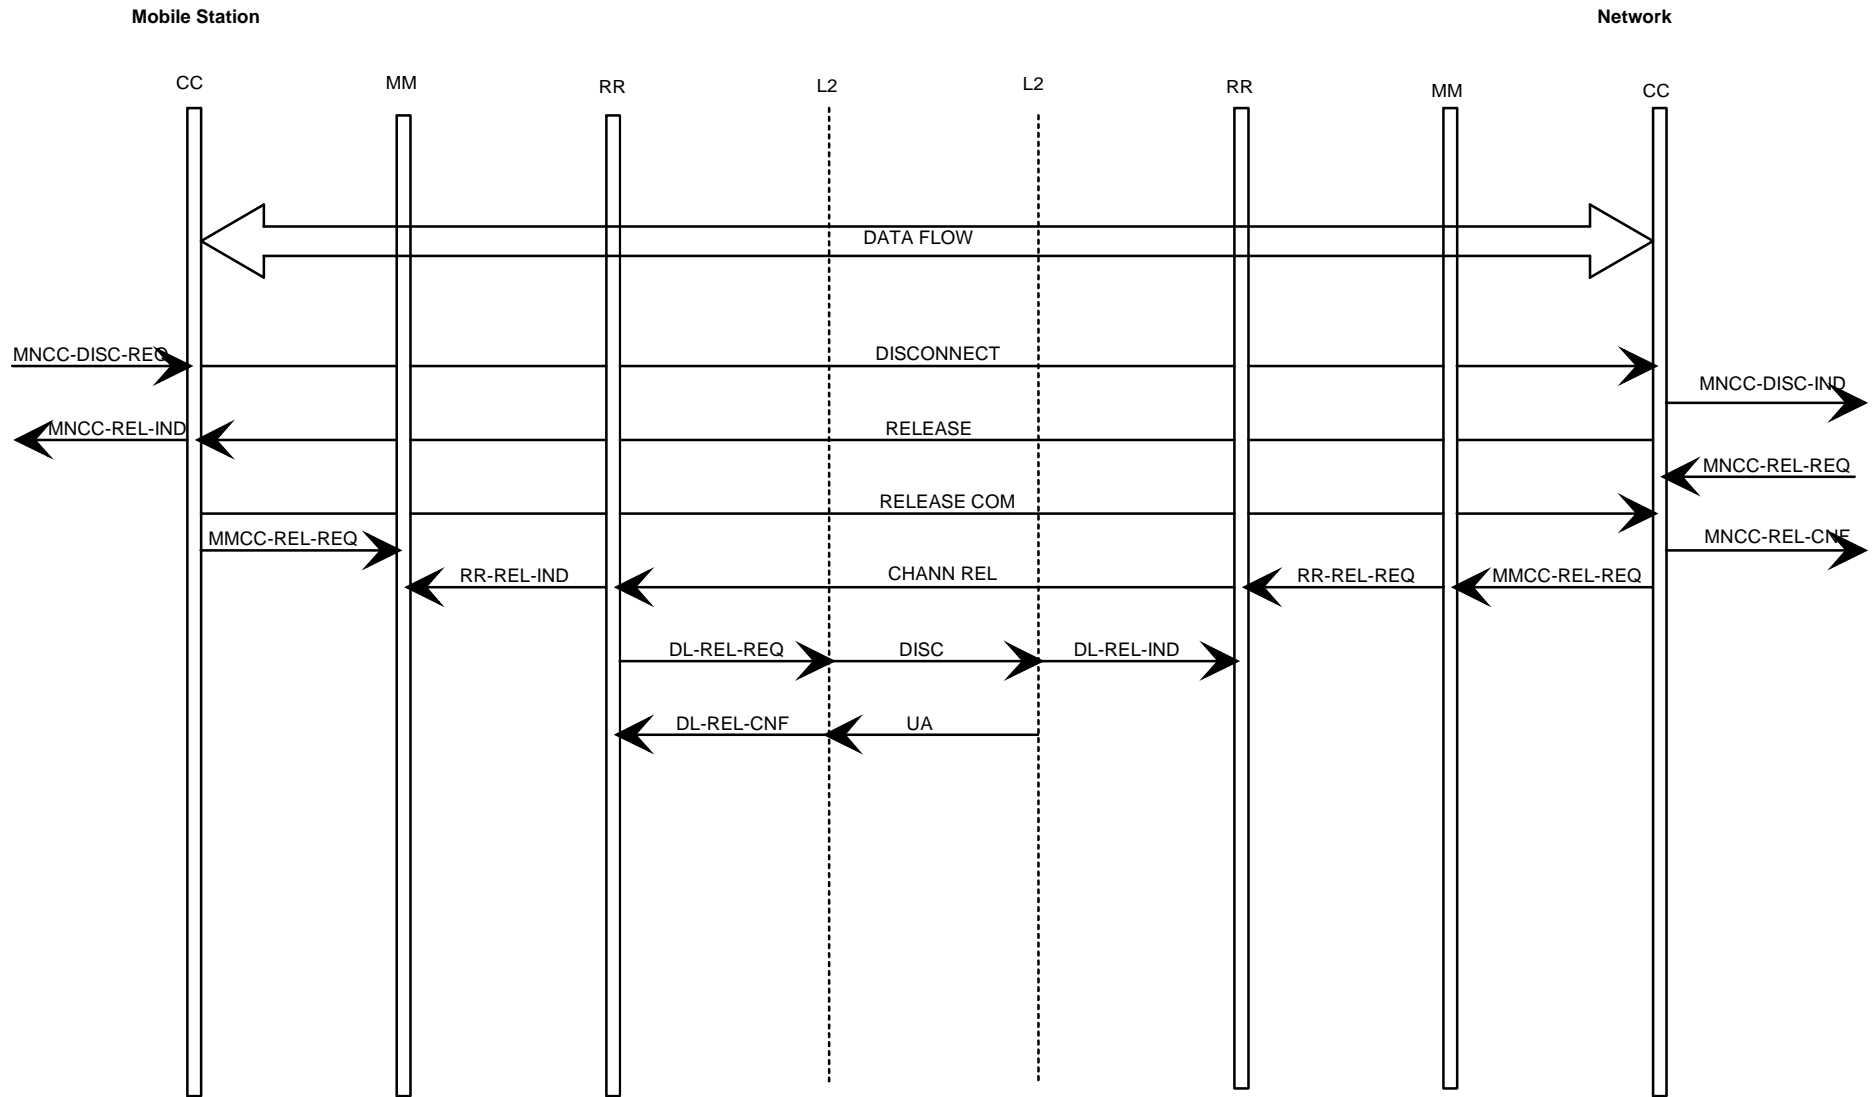 Mobile Station
Network
CC
MM
RR
L2
L2
RR
MM
CC
DATA FLOW
MNCC-DISC-REQ
DISCONNECT
MNCC-DISC-IND
MNCC-REL-IND
RELEASE
MNCC-REL-REQ
RELEASE COM
MMCC-REL-REQ
MNCC-REL-CNF
RR-REL-IND
CHANN REL
RR-REL-REQ
MMCC-REL-REQ
DL-REL-REQ
DISC
DL-REL-IND
DL-REL-CNF
UA